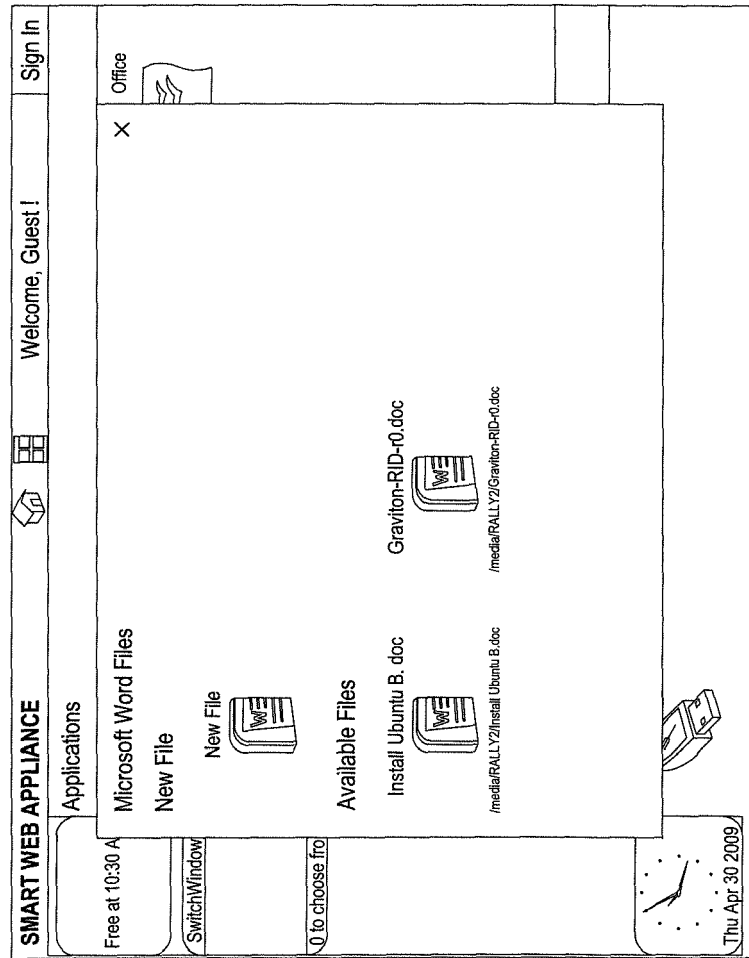 SMART WEB APPLIANCE
Welcome, Guest !
Sign In
Applications
Free at 10:30 A
SwitchWindow
0 to choose fro
Thu Apr 30 2009
Office
X
Microsoft Word Files
New File
New File
W
Available Files
Install Ubuntu B. doc
W
/media/RALLY2/Install Ubuntu B.doc
Graviton-RID-r0.doc
W
/media/RALLY2/Graviton-RID-r0.doc